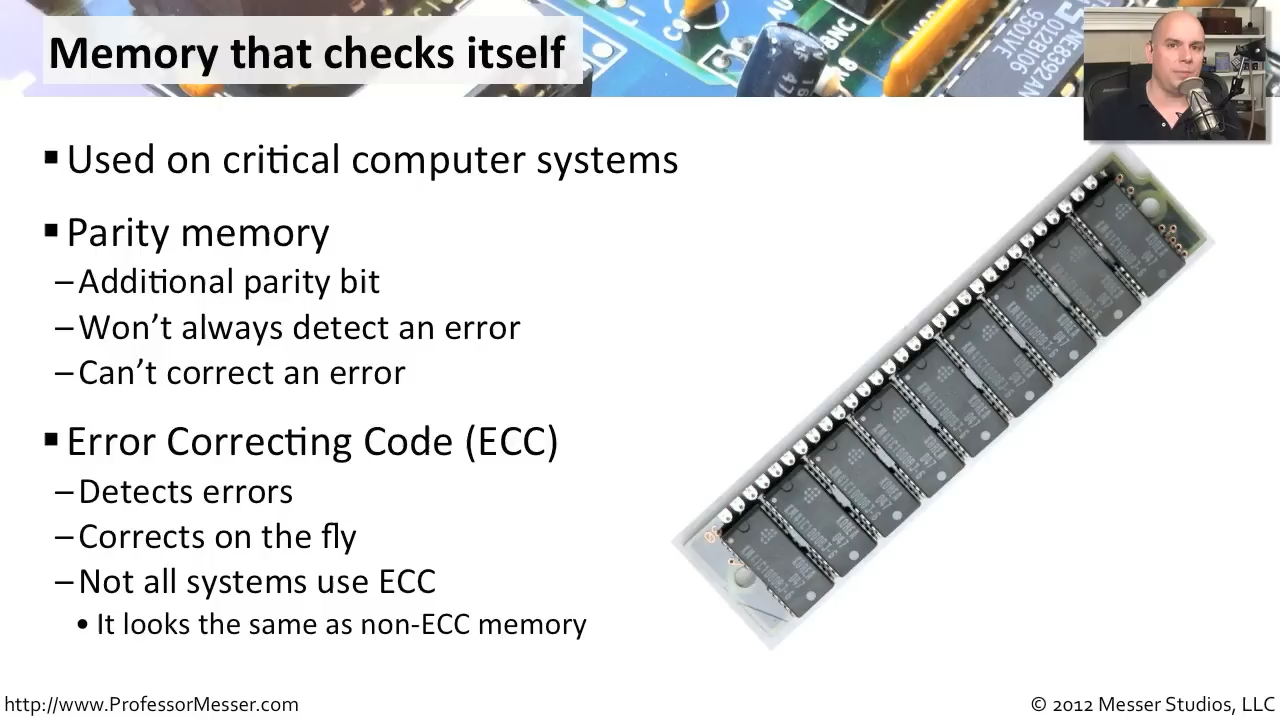 Memory that checks itself
▪ Used on critical computer systems
▪ Parity memory
– Additional parity bit
– Won't always detect an error
– Can't correct an error
▪ Error Correcting Code (ECC)
– Detects errors
– Corrects on the fly
– Not all systems use ECC
• It looks the same as non-ECC memory
http://www.ProfessorMesser.com
© 2012 Messer Studios, LLC